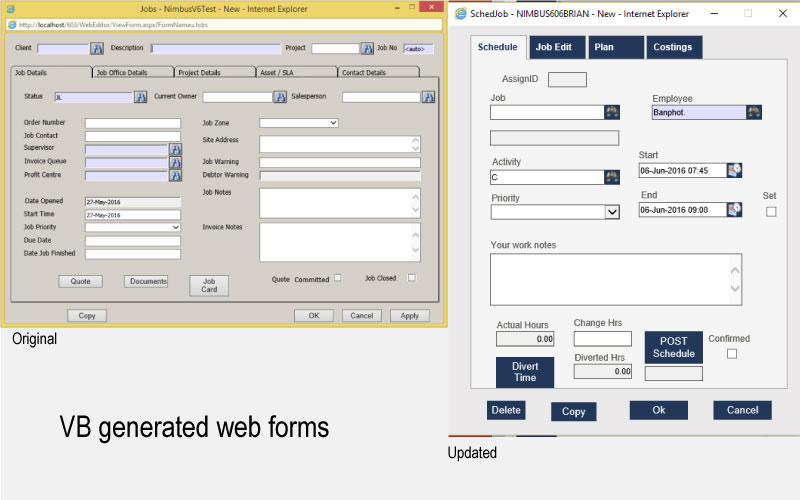 Jobs - NimbusV6Test - New - Internet Explorer
http://localhost/603/WebEditor/ViewForm.aspx?FormName=Jobs
Client Description Project Job No <auto>
Job Details Job Office Details Project Details Asset / SLA Contact Details
Status JL Current Owner Salesperson
Order Number Job Zone
Job Contact
Site Address
Supervisor
Invoice Queue Job Warning
Profit Centre Debtor Warning
Job Notes
Date Opened 27-May-2016
Start Time 27-May-2016
Job Priority Invoice Notes
Due Date
Date Job Finished
Quote Documents Job Card Quote Committed Job Closed
Copy OK Cancel Apply
Original
VB generated web forms
SchedJob - NIMBUS606BRIAN - New - Internet Explorer
Schedule Job Edit Plan Costings
AssignID
Job Employee
Banphot.
Activity Start
C 06-Jun-2016 07:45
Priority End Set
06-Jun-2016 09:00
Your work notes
Actual Hours Change Hrs
0.00 POST Schedule Confirmed
Divert Time Diverted Hrs
0.00
Delete Copy Ok Cancel
Updated